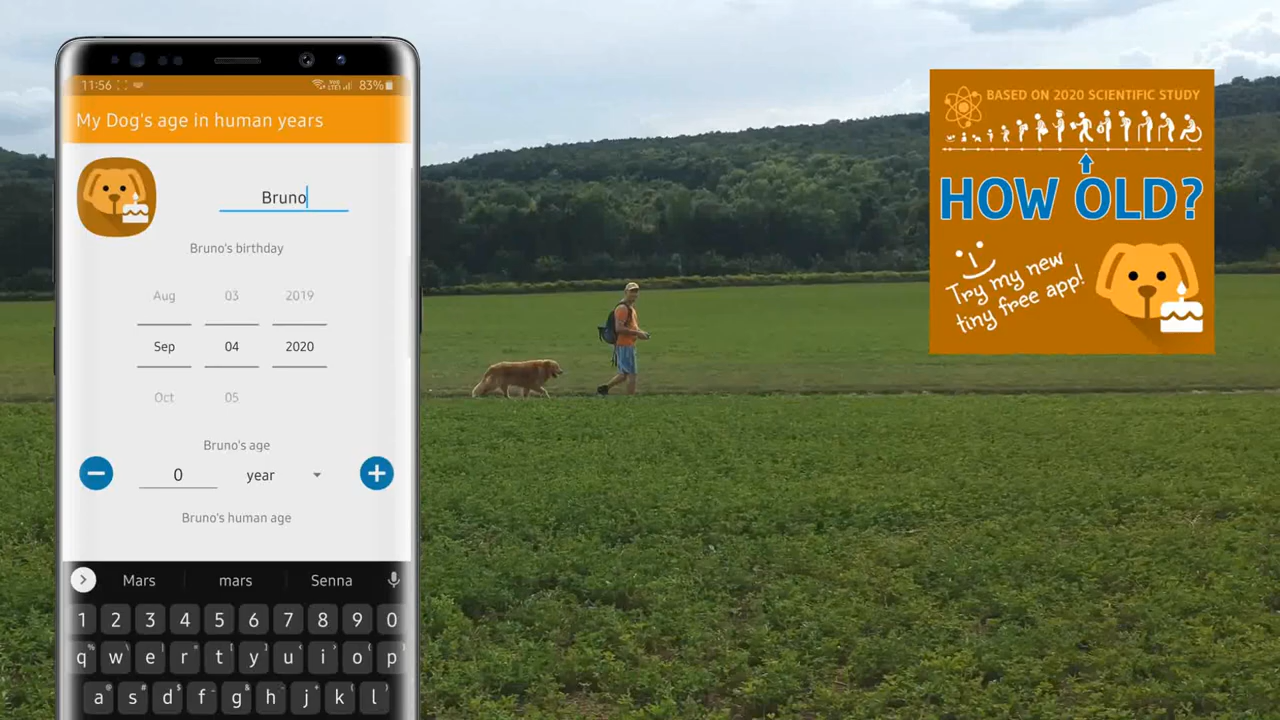 11:56
VoD
LTE1
83%
My Dog's age in human years
Bruno
Bruno's birthday
Aug 03 2019
Sep 04 2020
Oct 05
Bruno's age
0 year
Bruno's human age
Mars mars Senna
1 2 3 4 5 6 7 8 9 0
q w e r t y u i o p
a s d f g h j k l
BASED ON 2020 SCIENTIFIC STUDY
HOW OLD?
Try my new
tiny free app!